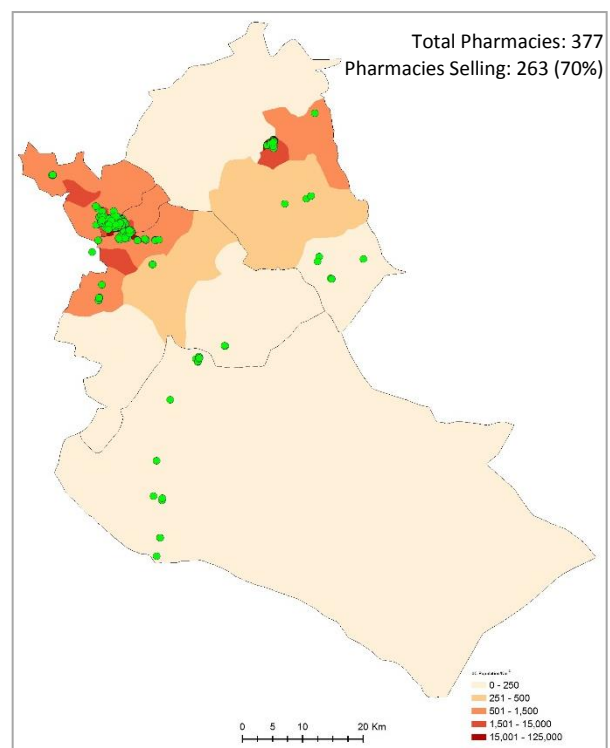 Total Pharmacies: 377
Pharmacies Selling: 263 (70%)
0 - 250
251 - 500
501 - 1,500
1,501 - 15,000
15,001 - 125,000
0 5 10 20 Km